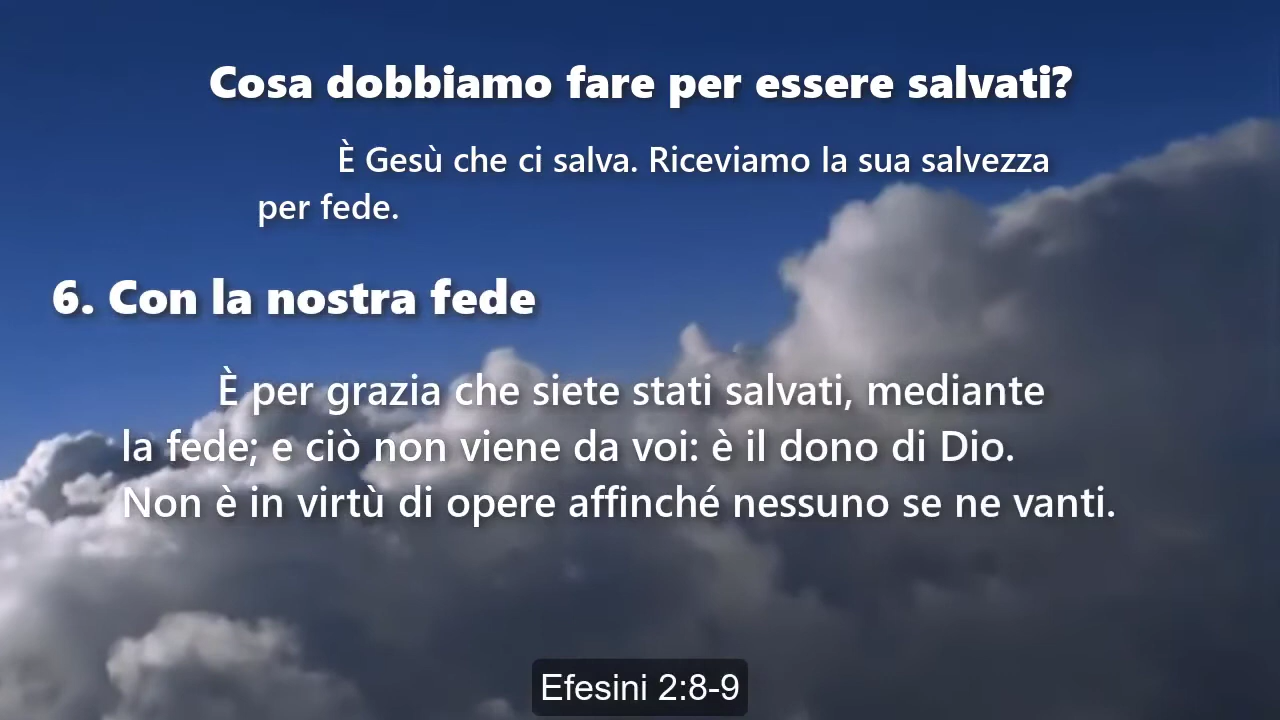 Cosa dobbiamo fare per essere salvati?
È Gesù che ci salva. Riceviamo la sua salvezza
per fede.
6. Con la nostra fede
È per grazia che siete stati salvati, mediante
la fede; e ciò non viene da voi: è il dono di Dio.
Non è in virtù di opere affinché nessuno se ne vanti.
Efesini 2:8-9